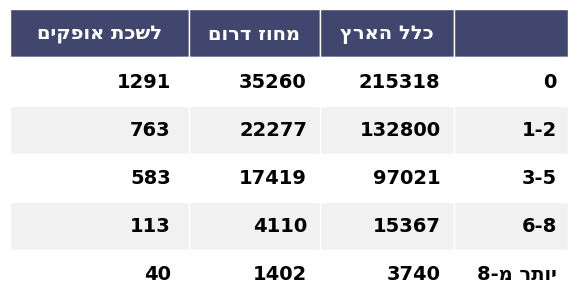 כלל הארץ מחוז דרום לשכת אופקים
0 215318 35260 1291
1-2 132800 22277 763
3-5 97021 17419 583
6-8 15367 4110 113
יותר מ-8 3740 1402 40